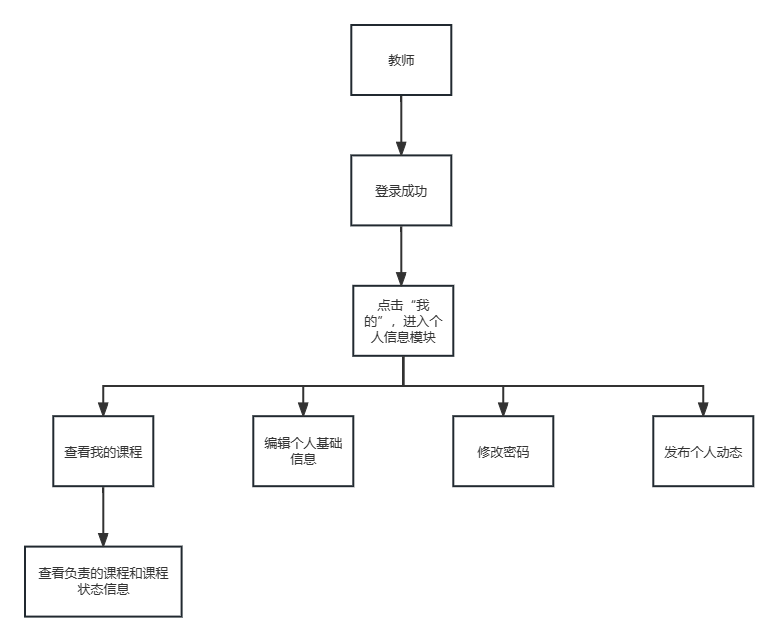 教师
登录成功
点击“我
的”，进入个
人信息模块
查看我的课程
编辑个人基础
信息
修改密码
发布个人动态
查看负责的课程和课程
状态信息